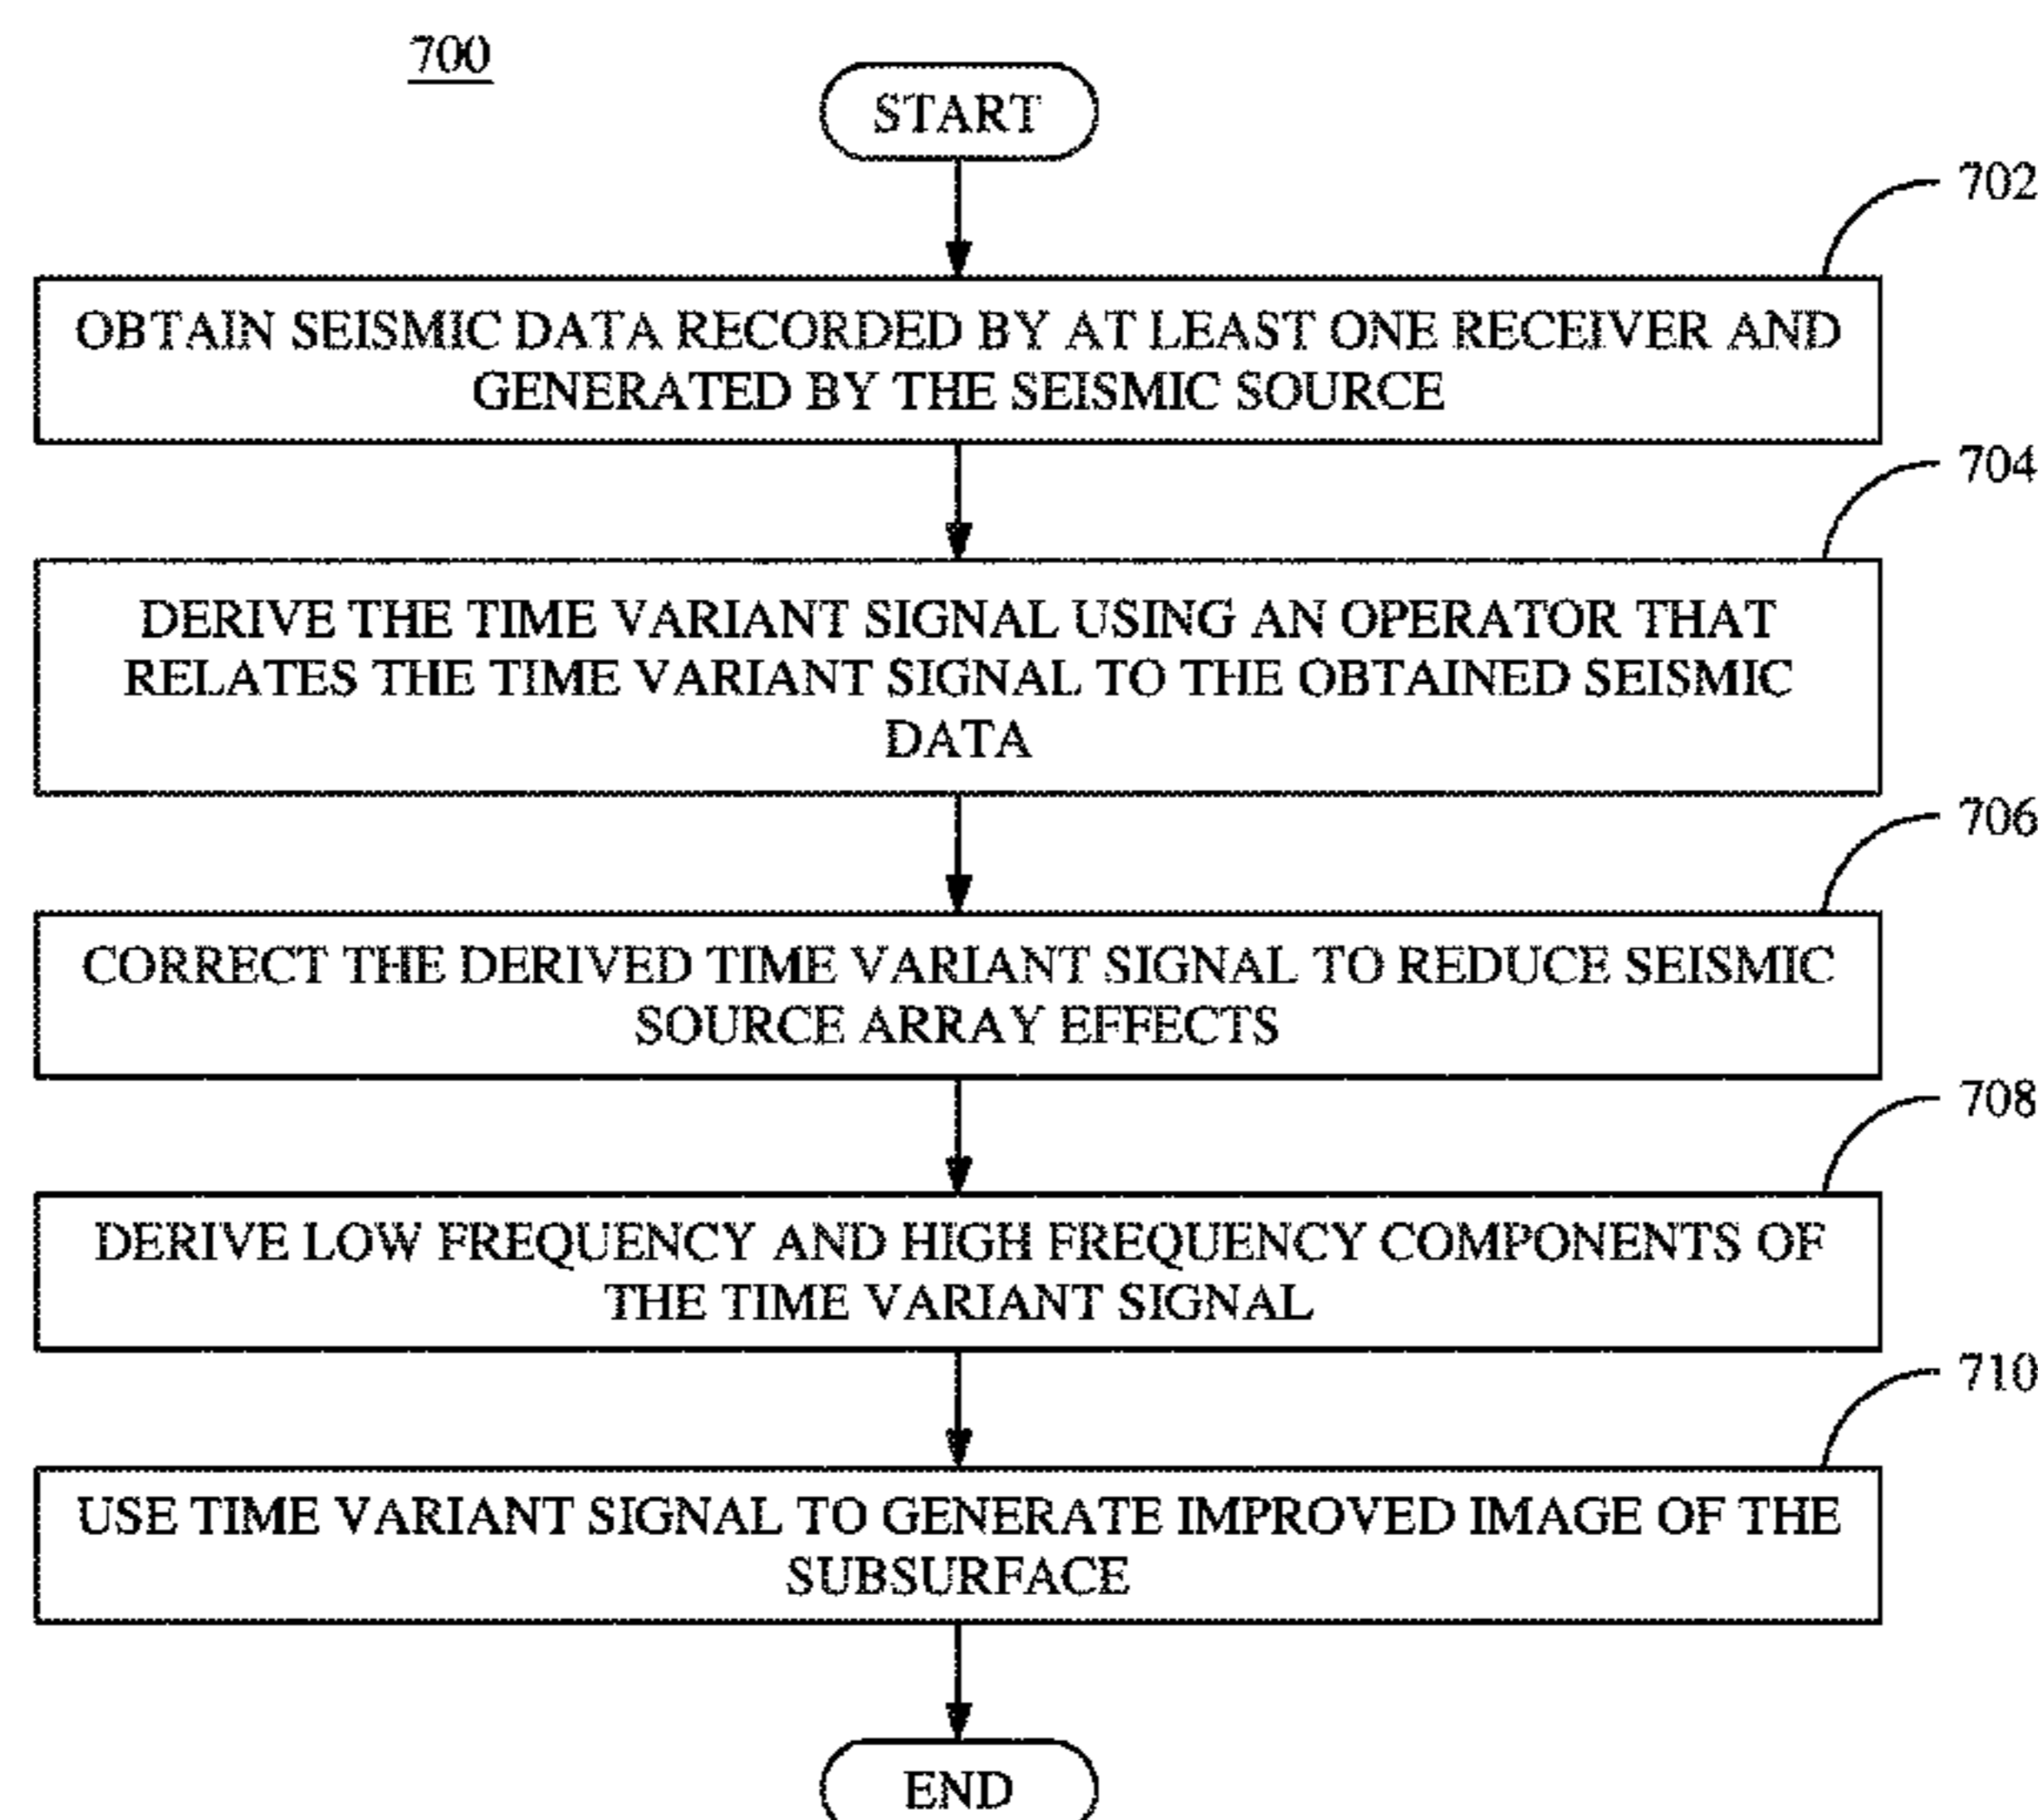 700
START
702
OBTAIN SEISMIC DATA RECORDED BY AT LEAST ONE RECEIVER AND
GENERATED BY THE SEISMIC SOURCE
704
DERIVE THE TIME VARIANT SIGNAL USING AN OPERATOR THAT
RELATES THE TIME VARIANT SIGNAL TO THE OBTAINED SEISMIC
DATA
706
CORRECT THE DERIVED TIME VARIANT SIGNAL TO REDUCE SEISMIC
SOURCE ARRAY EFFECTS
708
DERIVE LOW FREQUENCY AND HIGH FREQUENCY COMPONENTS OF
THE TIME VARIANT SIGNAL
710
USE TIME VARIANT SIGNAL TO GENERATE IMPROVED IMAGE OF THE
SUBSURFACE
END